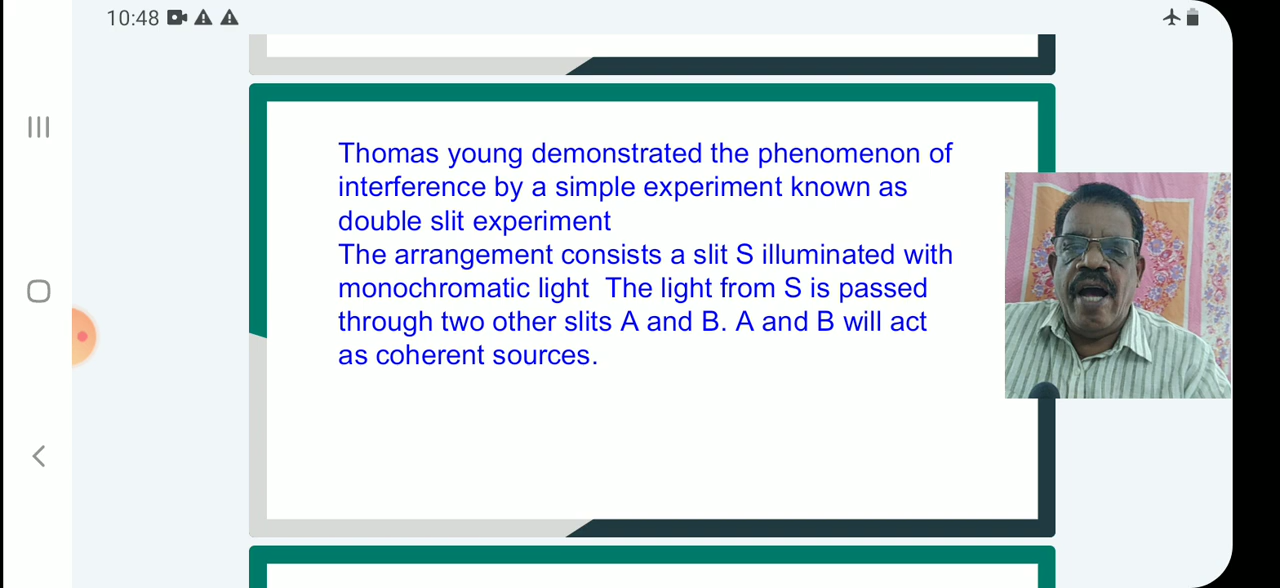 10:48
Thomas young demonstrated the phenomenon of
interference by a simple experiment known as
double slit experiment
The arrangement consists a slit S illuminated with
monochromatic light  The light from S is passed
through two other slits A and B. A and B will act
as coherent sources.